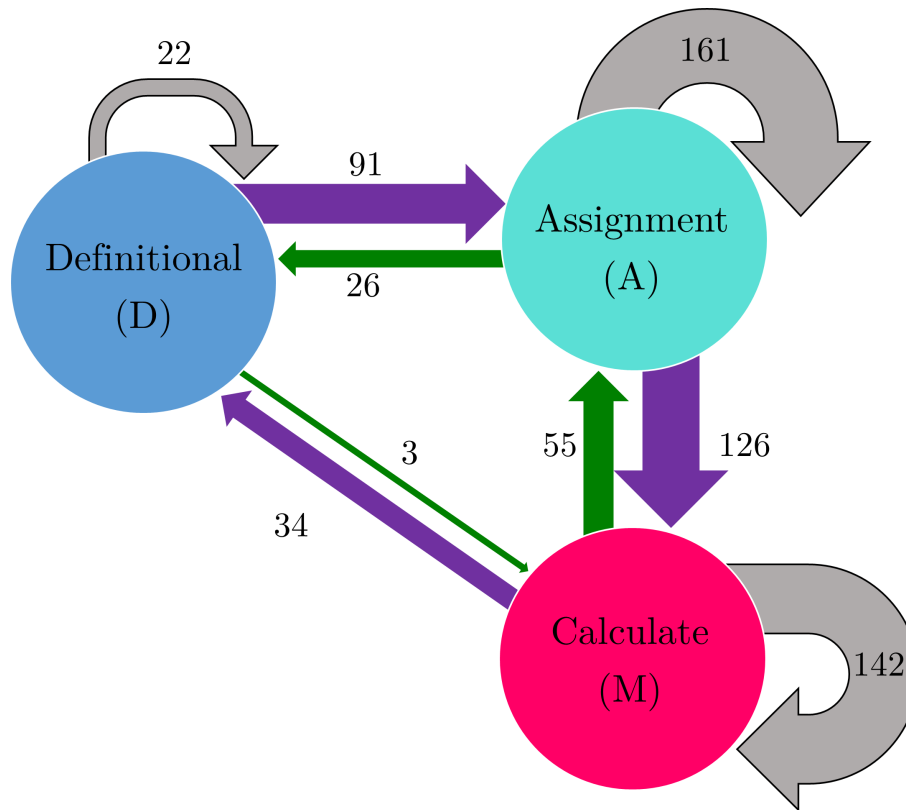 22
161
91
Assignment
(A)
Definitional
(D)
26
3
55
126
34
Calculate
(M)
142